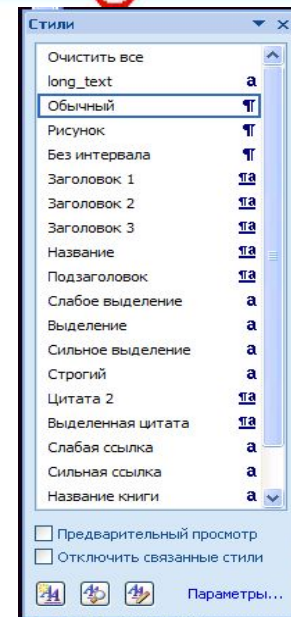 Стили
Очистить все
long_text a
Обычный ¶
Рисунок ¶
Без интервала ¶
Заголовок 1 ¶a
Заголовок 2 ¶a
Заголовок 3 ¶a
Название ¶a
Подзаголовок ¶a
Слабое выделение a
Выделение a
Сильное выделение a
Строгий a
Цитата 2 ¶a
Выделенная цитата ¶a
Слабая ссылка a
Сильная ссылка a
Название книги a
Предварительный просмотр
Отключить связанные стили
Параметры...